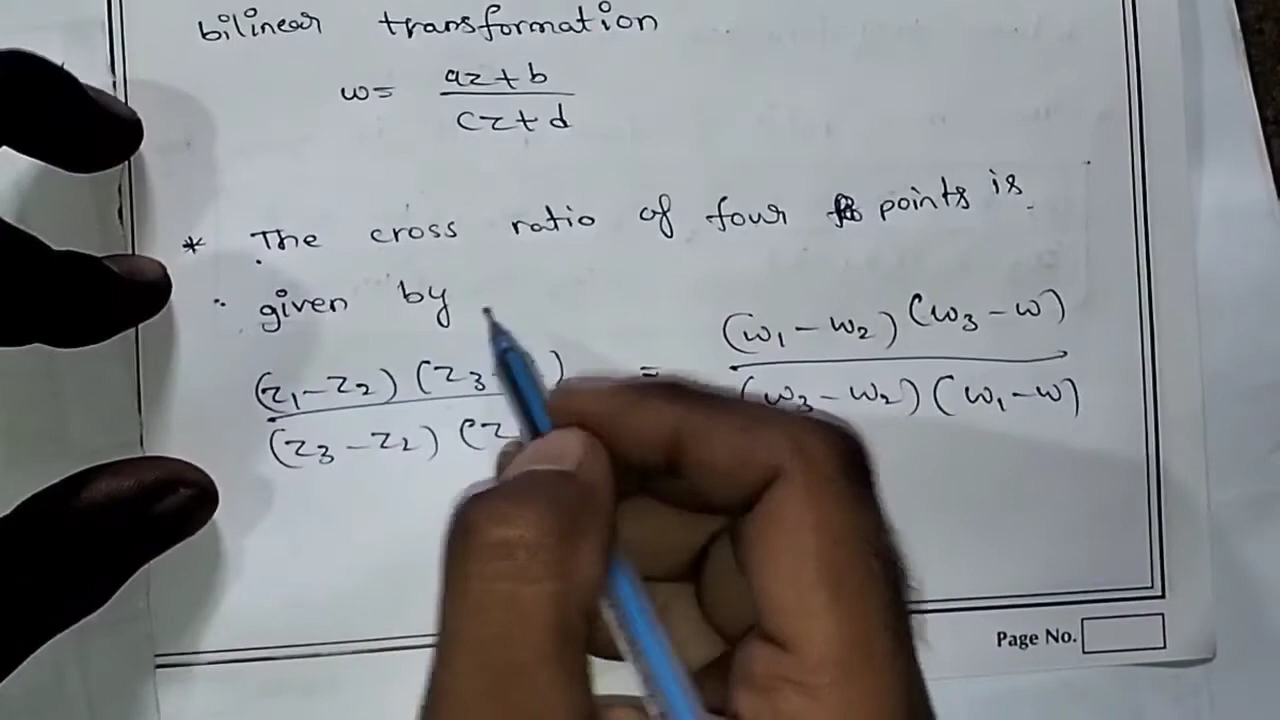 bilinear transformation
w= az+b
cz+d
* The cross ratio of four points is
given by
(z1-z2) (z3 ) = (w1-w2) (w3-w)
(z3-z2) (z (w3-w2) (w1-w)
Page No.